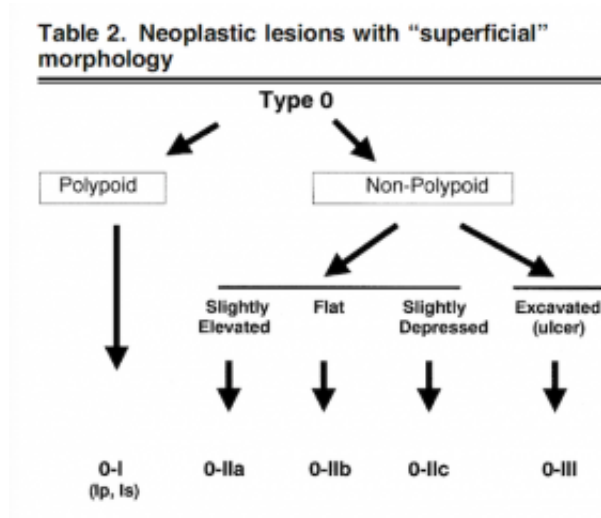 Table 2. Neoplastic lesions with “superficial”
morphology
Type 0
Polypoid
Non-Polypoid
Slightly Elevated
Flat
Slightly Depressed
Excavated (ulcer)
0-I
(Ip, Is)
0-IIa
0-IIb
0-IIc
0-III